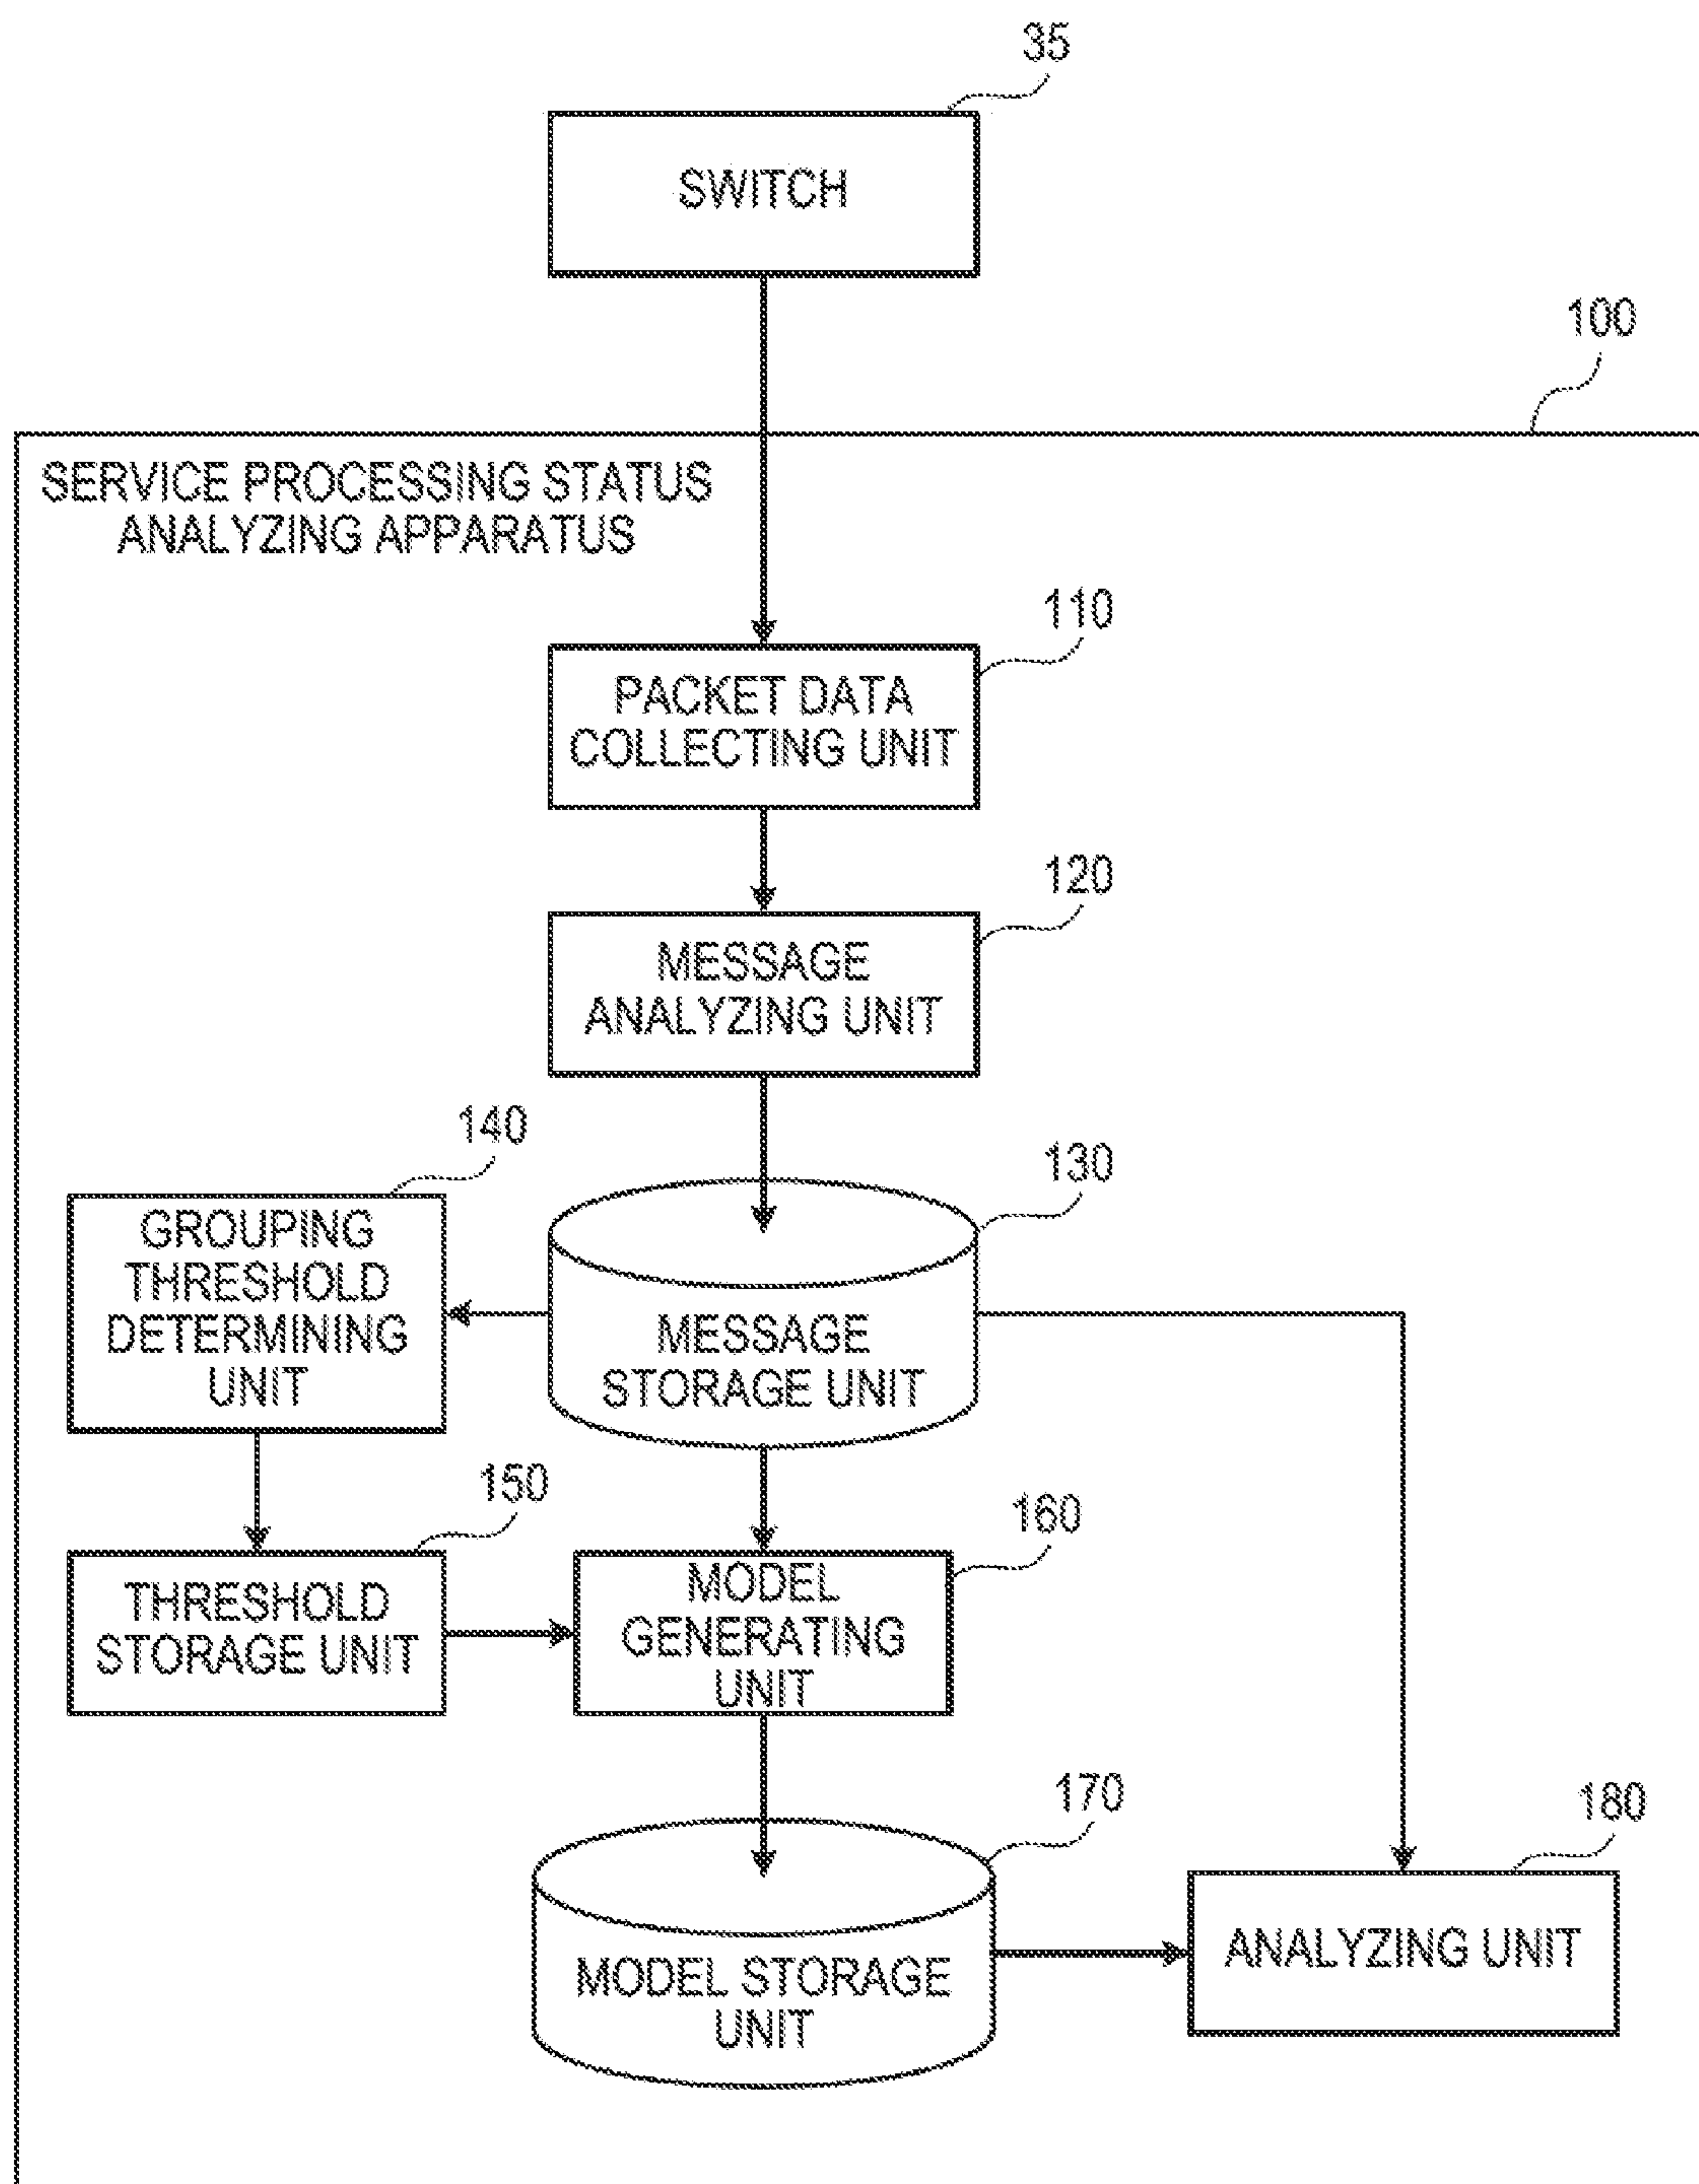 35
SWITCH
100
SERVICE PROCESSING STATUS
ANALYZING APPARATUS
110
PACKET DATA
COLLECTING UNIT
120
MESSAGE
ANALYZING UNIT
140
130
GROUPING
THRESHOLD
DETERMINING
UNIT
MESSAGE
STORAGE UNIT
150
160
THRESHOLD
STORAGE UNIT
MODEL
GENERATING
UNIT
170
180
MODEL STORAGE
UNIT
ANALYZING UNIT